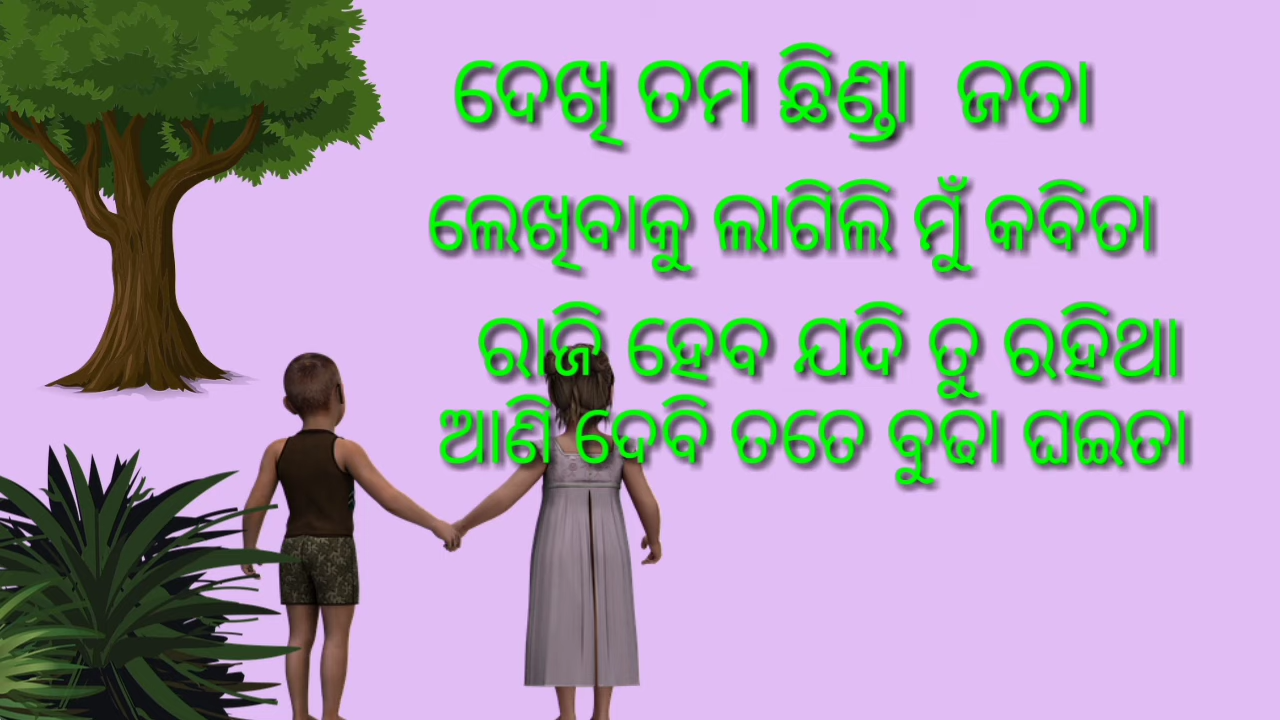 ଦେଖି ତମ ଛିଣ୍ଡା ଜତା
ଲେଖିବାକୁ ଲାଗିଲି ମୁଁ କବିତା
ରାଜି ହେବ ଯଦି ତୁ ରହିଥା
ଆଣି ଦେବି ତତେ ବୁଢା ଘଇତା